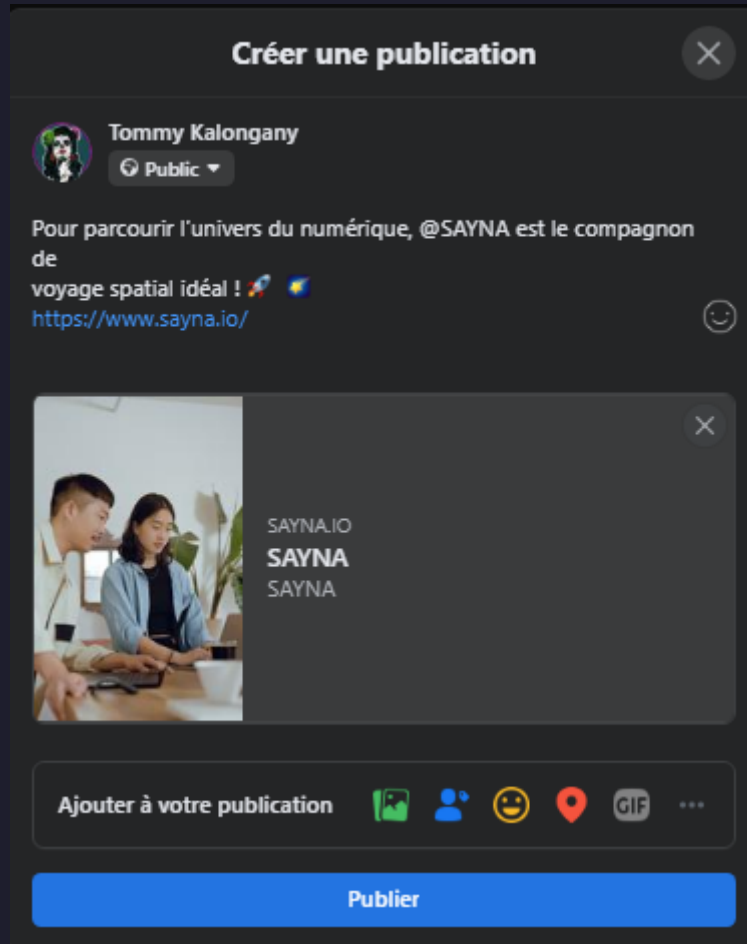 Créer une publication
Tommy Kalongany
Public
Pour parcourir l'univers du numérique, @SAYNA est le compagnon
de
voyage spatial idéal ! 🚀 🌠
https://www.sayna.io/
SAYNA.IO
SAYNA
SAYNA
Ajouter à votre publication
GIF
Publier